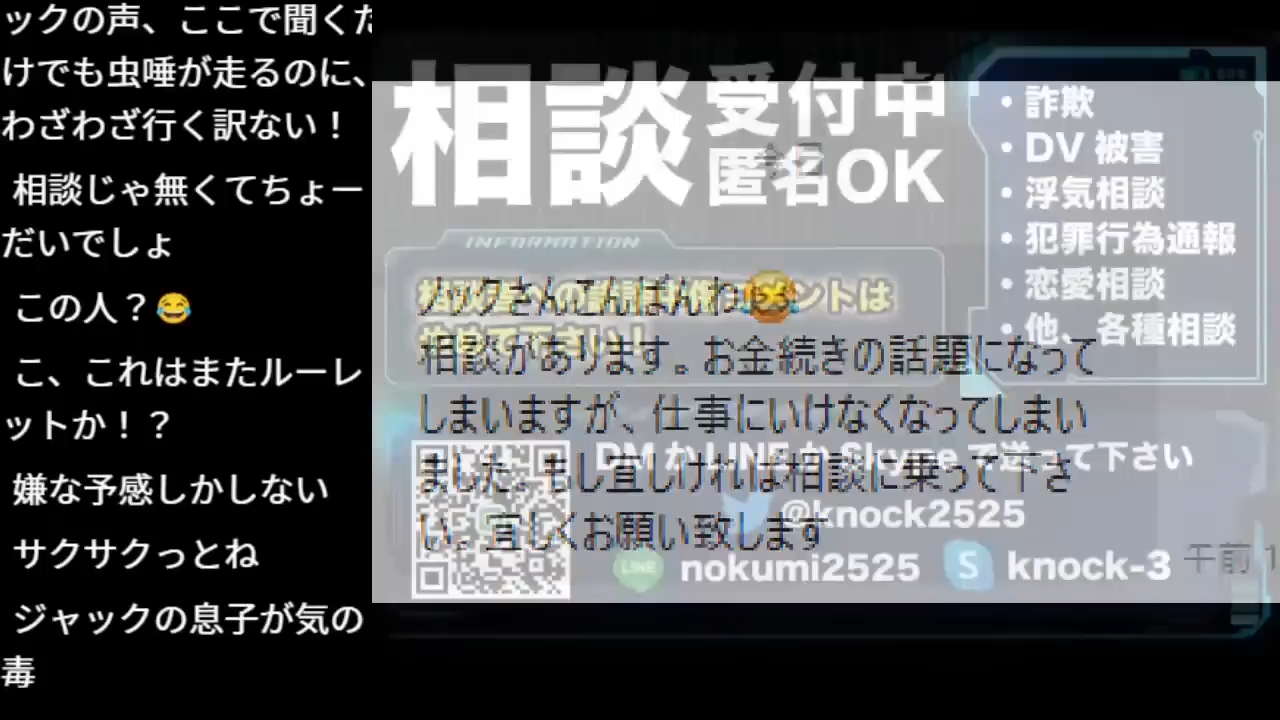 ックの声、ここで聞くだ
けでも虫唾が走るのに、
わざわざ行く訳ない！
相談じゃ無くてちょー
だいでしょ
この人？😂
こ、これはまたルーレ
ットか！？
嫌な予感しかしない
サクサクっとね
ジャックの息子が気の
毒
相談 受付中
匿名OK
・詐欺
・DV 被害
・浮気相談
・犯罪行為通報
・恋愛相談
・他、各種相談
INFORMATION
ノックさんこんばんわ😂
相談があります。お金続きの話題になって
しまいますが、仕事にいけなくなってしまい
ました。もし宜しければ相談に乗って下さ
い。宜しくお願い致します
DM か LINE か Skype で送って下さい
@knock2525
LINE nokumi2525
S knock-3
午前 1